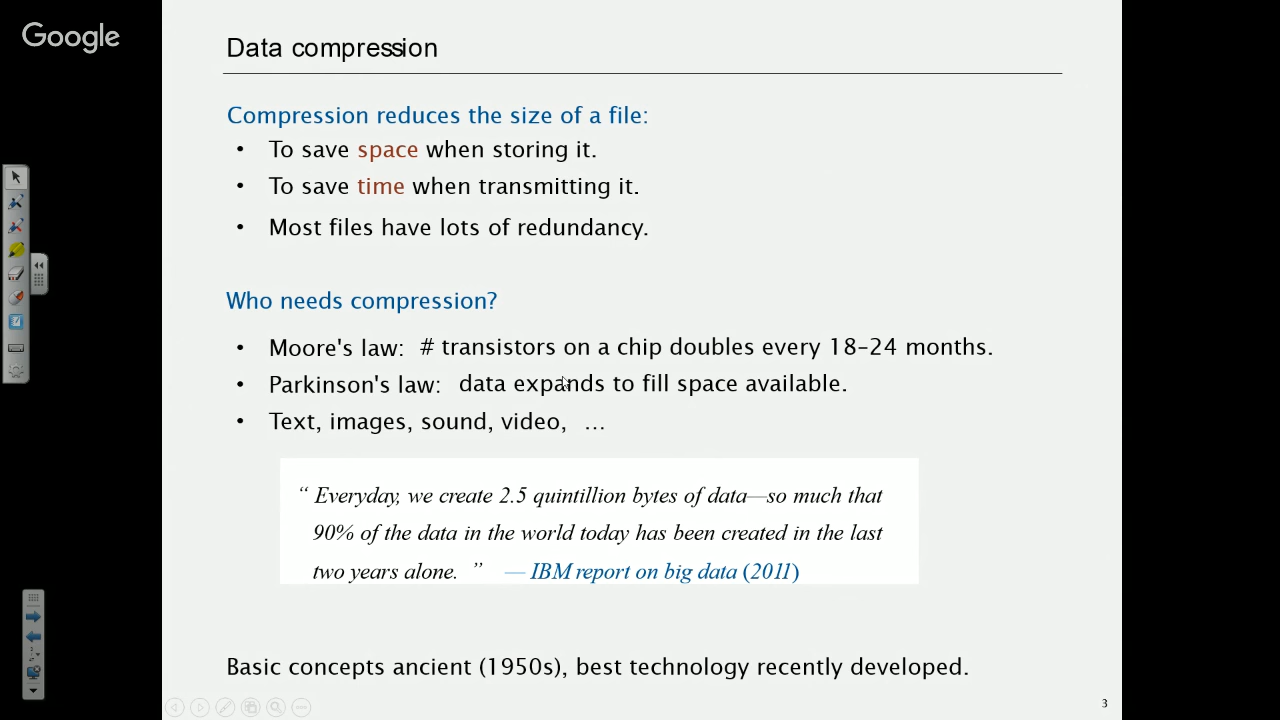 Google
Data compression
Compression reduces the size of a file:
• To save space when storing it.
• To save time when transmitting it.
• Most files have lots of redundancy.
Who needs compression?
• Moore's law: # transistors on a chip doubles every 18–24 months.
• Parkinson's law: data expands to fill space available.
• Text, images, sound, video, …
“ Everyday, we create 2.5 quintillion bytes of data—so much that
90% of the data in the world today has been created in the last
two years alone. ” — IBM report on big data (2011)
Basic concepts ancient (1950s), best technology recently developed.
3